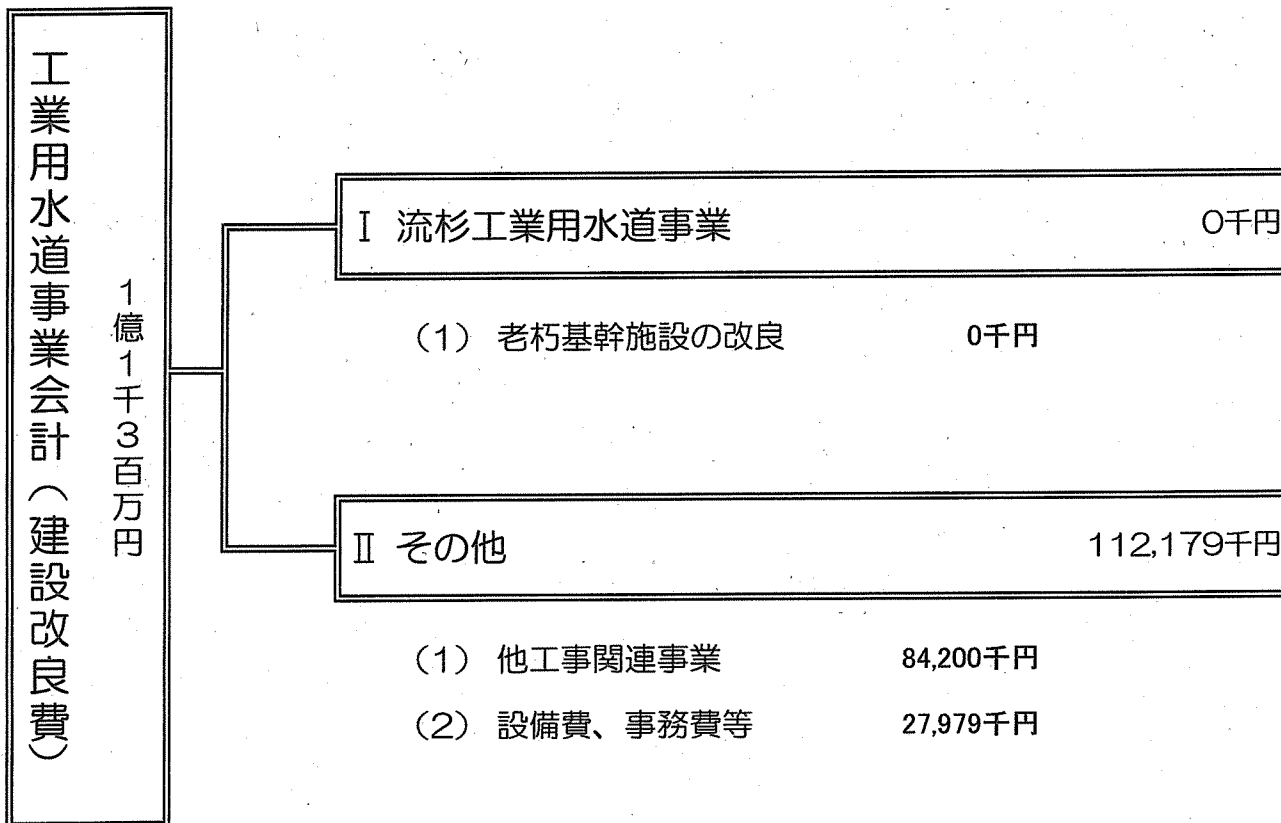 工業用水道事業会計（建設改良費）
1億1千3百万円
Ⅰ 流杉工業用水道事業 0千円
（1） 老朽基幹施設の改良 0千円
Ⅱ その他 112,179千円
（1） 他工事関連事業 84,200千円
（2） 設備費、事務費等 27,979千円